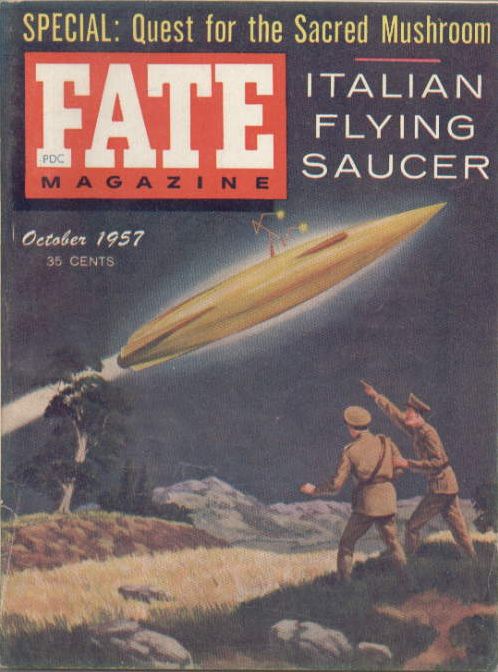 SPECIAL: Quest for the Sacred Mushroom
FATE
PDC
MAGAZINE
ITALIAN
FLYING
SAUCER
October 1957
35 CENTS